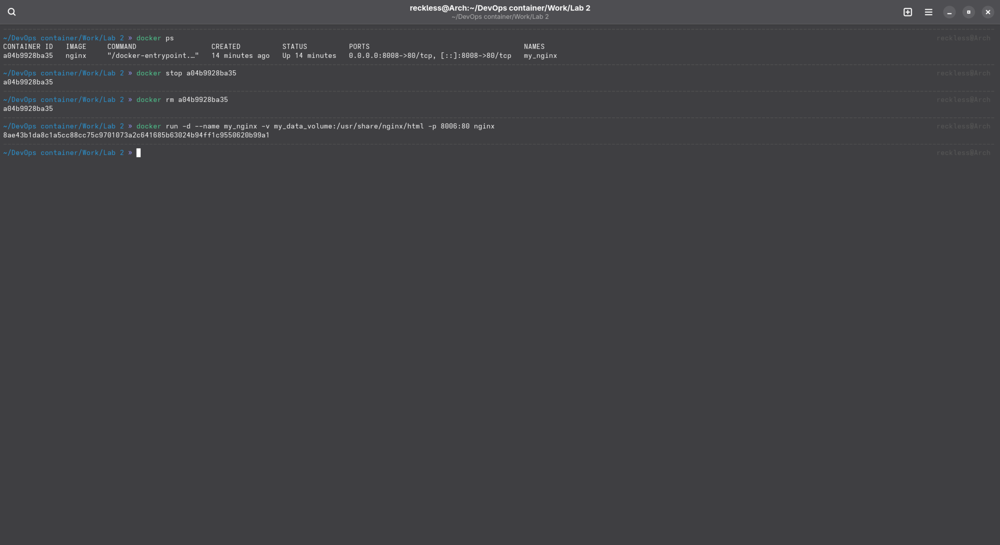 reckless@Arch:~/DevOps container/Work/Lab 2
~/DevOps container/Work/Lab 2
~/DevOps container/Work/Lab 2 » docker ps reckless@Arch
CONTAINER ID   IMAGE     COMMAND                  CREATED          STATUS          PORTS                                     NAMES
a04b9928ba35   nginx     "/docker-entrypoint.…"   14 minutes ago   Up 14 minutes   0.0.0.0:8008->80/tcp, [::]:8008->80/tcp   my_nginx
~/DevOps container/Work/Lab 2 » docker stop a04b9928ba35 reckless@Arch
a04b9928ba35
~/DevOps container/Work/Lab 2 » docker rm a04b9928ba35 reckless@Arch
a04b9928ba35
~/DevOps container/Work/Lab 2 » docker run -d --name my_nginx -v my_data_volume:/usr/share/nginx/html -p 8006:80 nginx reckless@Arch
8ae43b1da8c1a5cc88cc75c9701073a2c641685b63024b94ff1c9550620b99a1
~/DevOps container/Work/Lab 2 » reckless@Arch